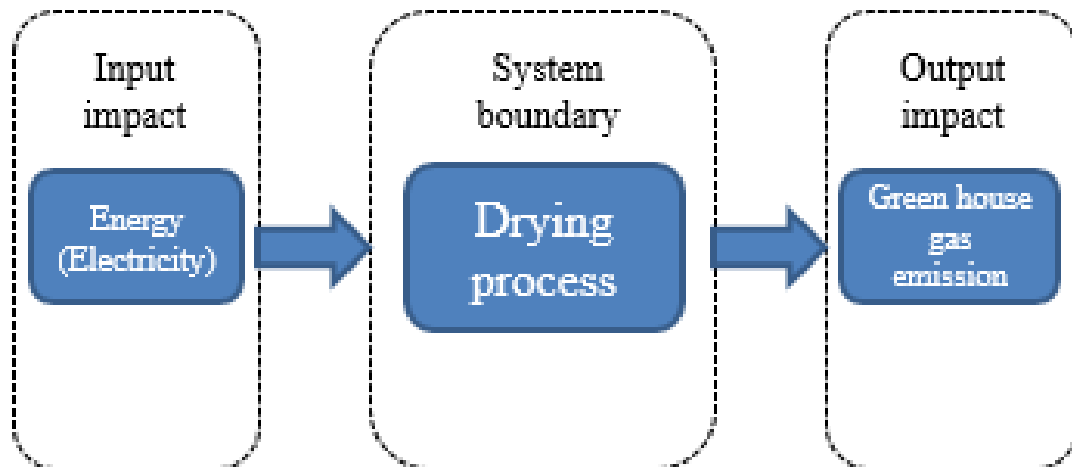 Input
impact
Energy
(Electricity)
System
boundary
Drying
process
Output
impact
Green house
gas
emission